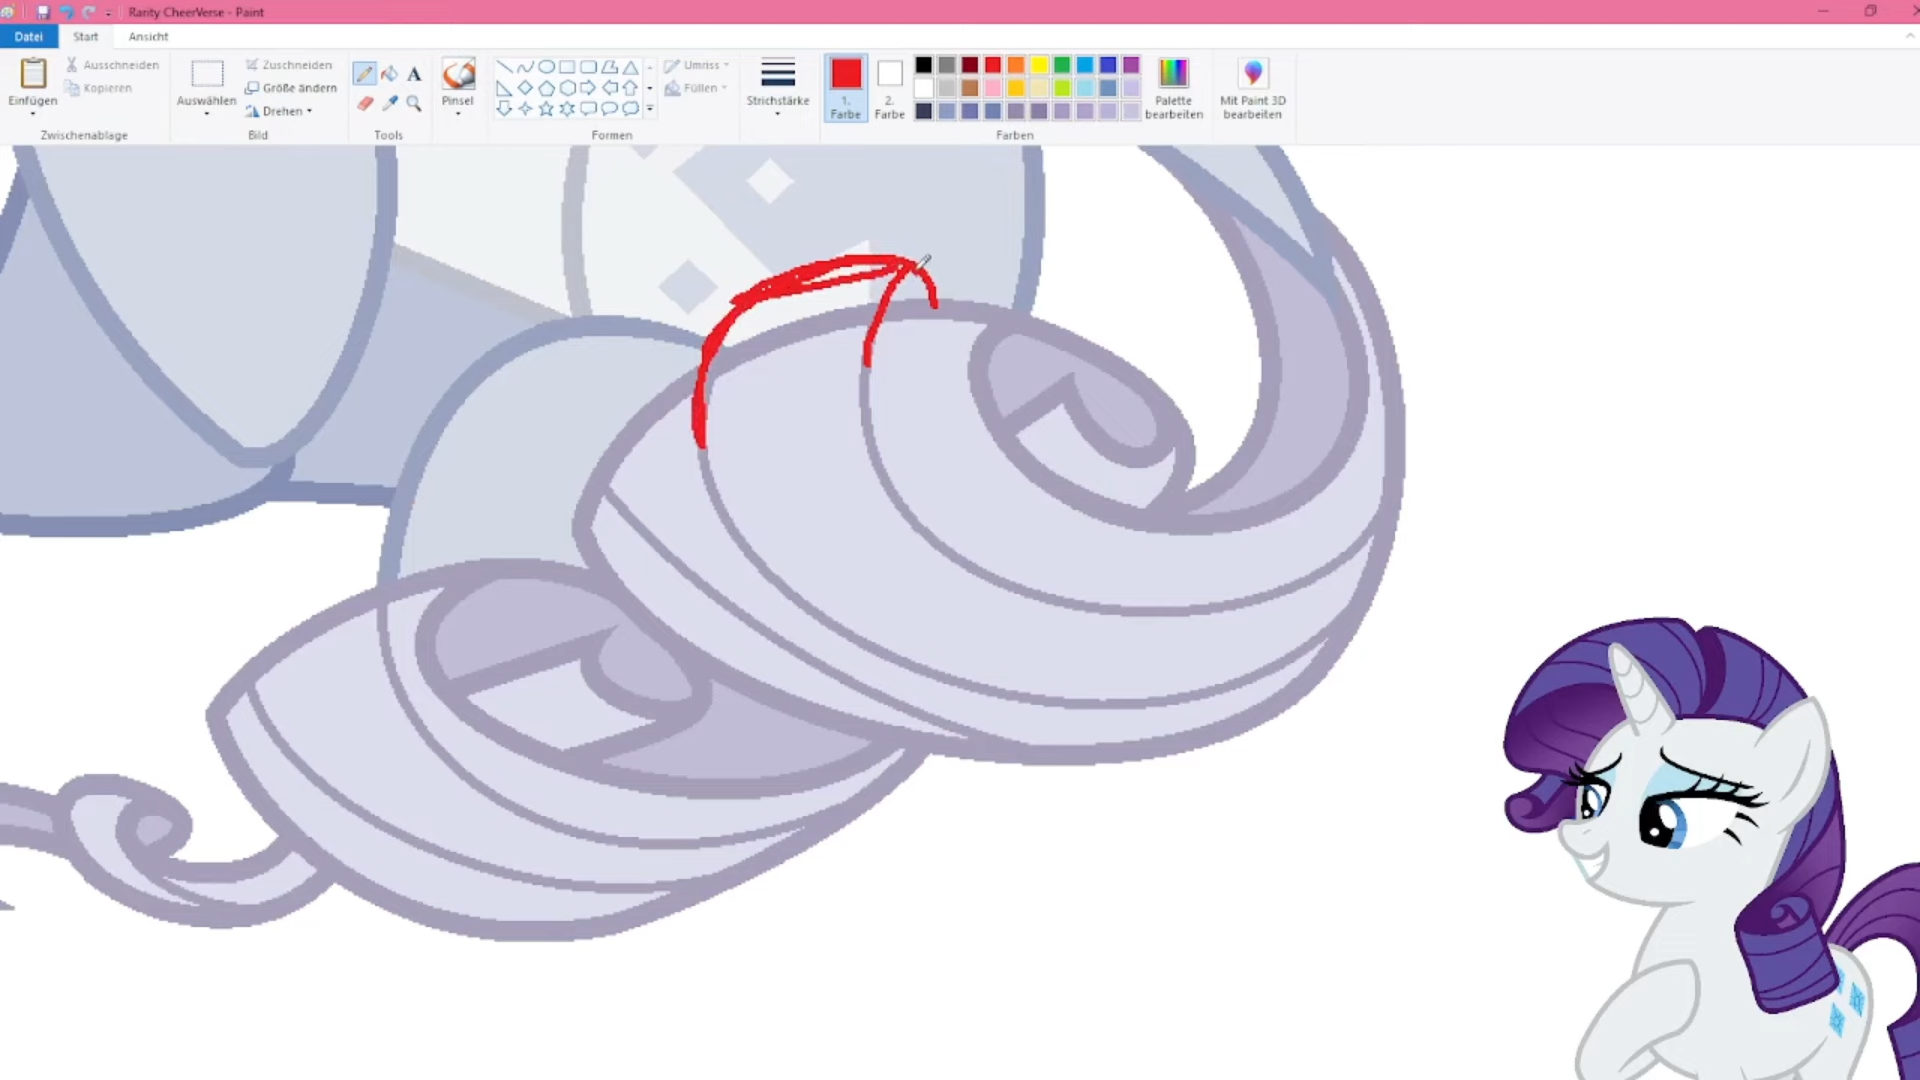 Rarity CheerVerse - Paint
Datei Start Ansicht
Einfügen
Ausschneiden
Kopieren
Zwischenablage
Auswählen
Zuschneiden
Größe ändern
Drehen
Bild
A
Tools
Pinsel
Umriss
Füllen
Formen
Strichstärke
1.
Farbe
2.
Farbe
Palette
bearbeiten
Farben
Mit Paint 3D
bearbeiten